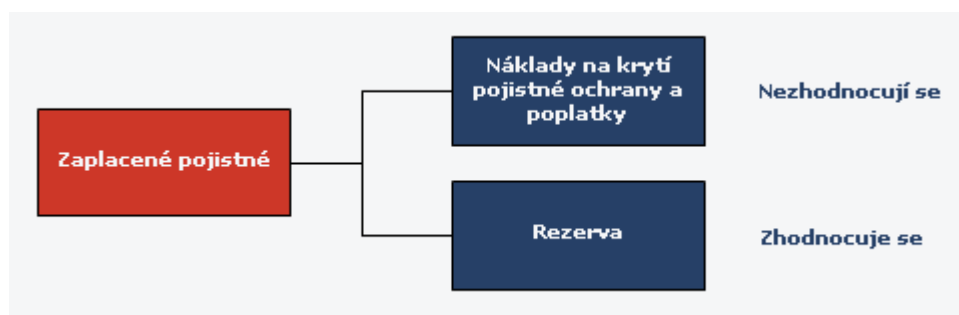 Náklady na krytí
pojistné ochrany a
poplatky
Nezhodnocují se
Zaplacené pojistné
Rezerva
Zhodnocuje se